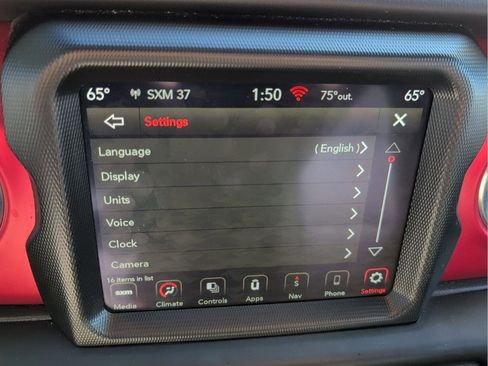 65° SXM 37 1:50 75°out. 65°
Settings
Language (English)
Display
Units
Voice
Clock
Camera
16 items in list
sxm
Media Climate Controls Apps Nav Phone Settings
S